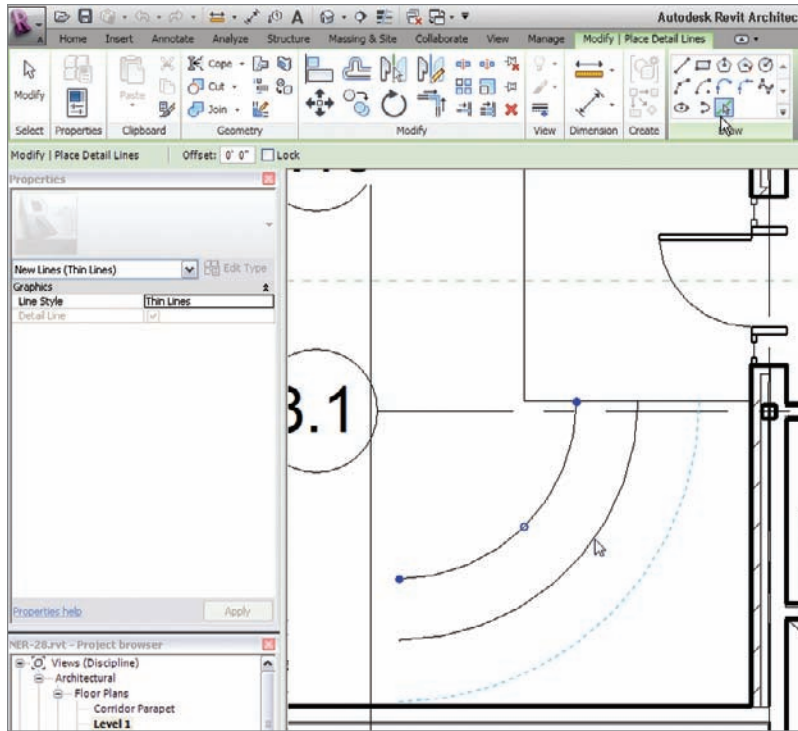 Autodesk Revit Architec
A
Home Insert Annotate Analyze Structure Massing & Site Collaborate View Manage Modify | Place Detail Lines
Modify
Paste
Cope
Cut
Join
Select Properties Clipboard Geometry Modify View Dimension Create
Modify | Place Detail Lines Offset: 0' 0" Lock
Properties
New Lines (Thin Lines) Edit Type
Graphics
Line Style Thin Lines
Detail Line
3.1
Properties help Apply
NER-28.rvt - Project browser
Views (Discipline)
Architectural
Floor Plans
Corridor Parapet
Level 1